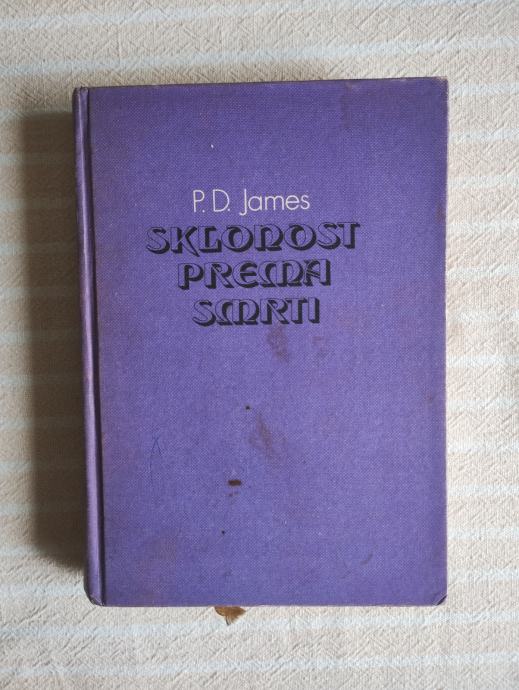 P. D. James
SKLONOST
PREMA
SMRTI